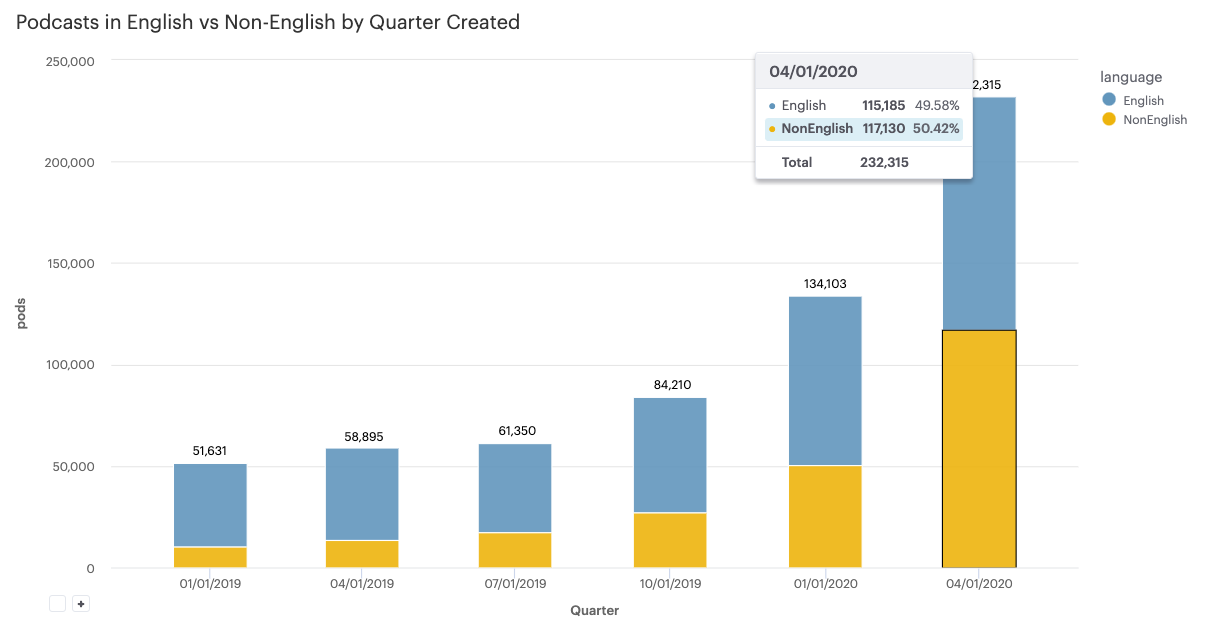 Podcasts in English vs Non-English by Quarter Created
250,000
200,000
150,000
100,000
50,000
0
pods
04/01/2020
English 115,185 49.58%
NonEnglish 117,130 50.42%
Total 232,315
2,315
134,103
84,210
61,350
58,895
51,631
language
English
NonEnglish
01/01/2019 04/01/2019 07/01/2019 10/01/2019 01/01/2020 04/01/2020
+
Quarter